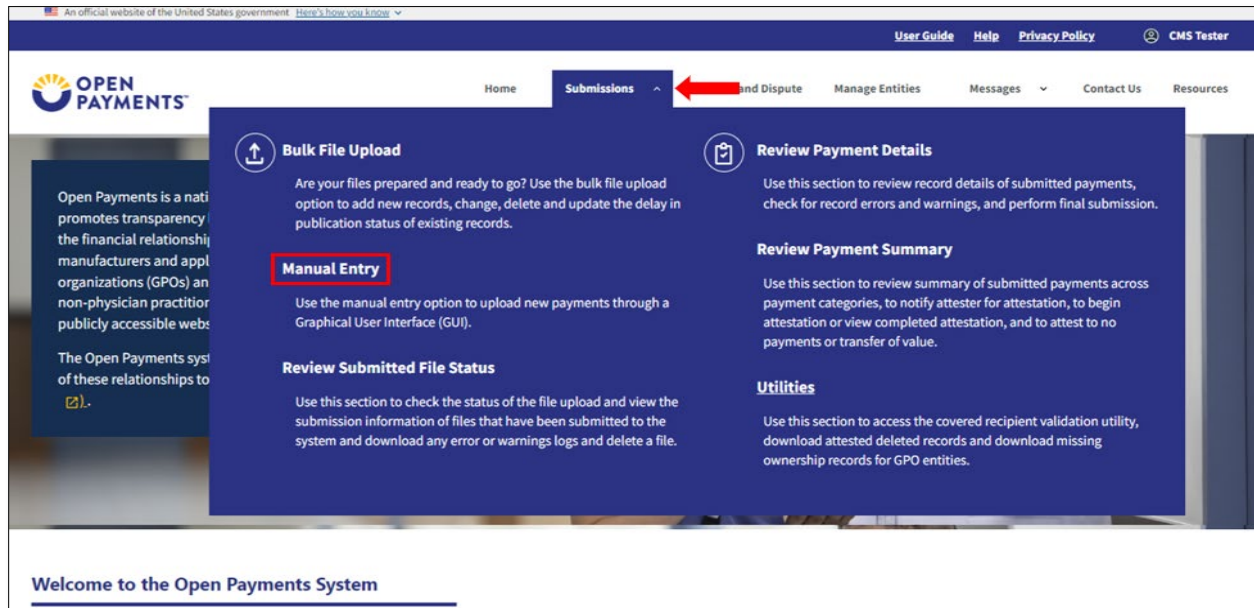 An official website of the United States government Here's how you know
User Guide Help Privacy Policy CMS Tester
OPEN
PAYMENTS
Home Submissions and Dispute Manage Entities Messages Contact Us Resources
Open Payments is a nati
promotes transparency
the financial relationship
manufacturers and appl
organizations (GPOs) an
non-physician practition
publicly accessible webs
The Open Payments syst
of these relationships to
).
Bulk File Upload
Are your files prepared and ready to go? Use the bulk file upload
option to add new records, change, delete and update the delay in
publication status of existing records.
Manual Entry
Use the manual entry option to upload new payments through a
Graphical User Interface (GUI).
Review Submitted File Status
Use this section to check the status of the file upload and view the
submission information of files that have been submitted to the
system and download any error or warnings logs and delete a file.
Review Payment Details
Use this section to review record details of submitted payments,
check for record errors and warnings, and perform final submission.
Review Payment Summary
Use this section to review summary of submitted payments across
payment categories, to notify attester for attestation, to begin
attestation or view completed attestation, and to attest to no
payments or transfer of value.
Utilities
Use this section to access the covered recipient validation utility,
download attested deleted records and download missing
ownership records for GPO entities.
Welcome to the Open Payments System